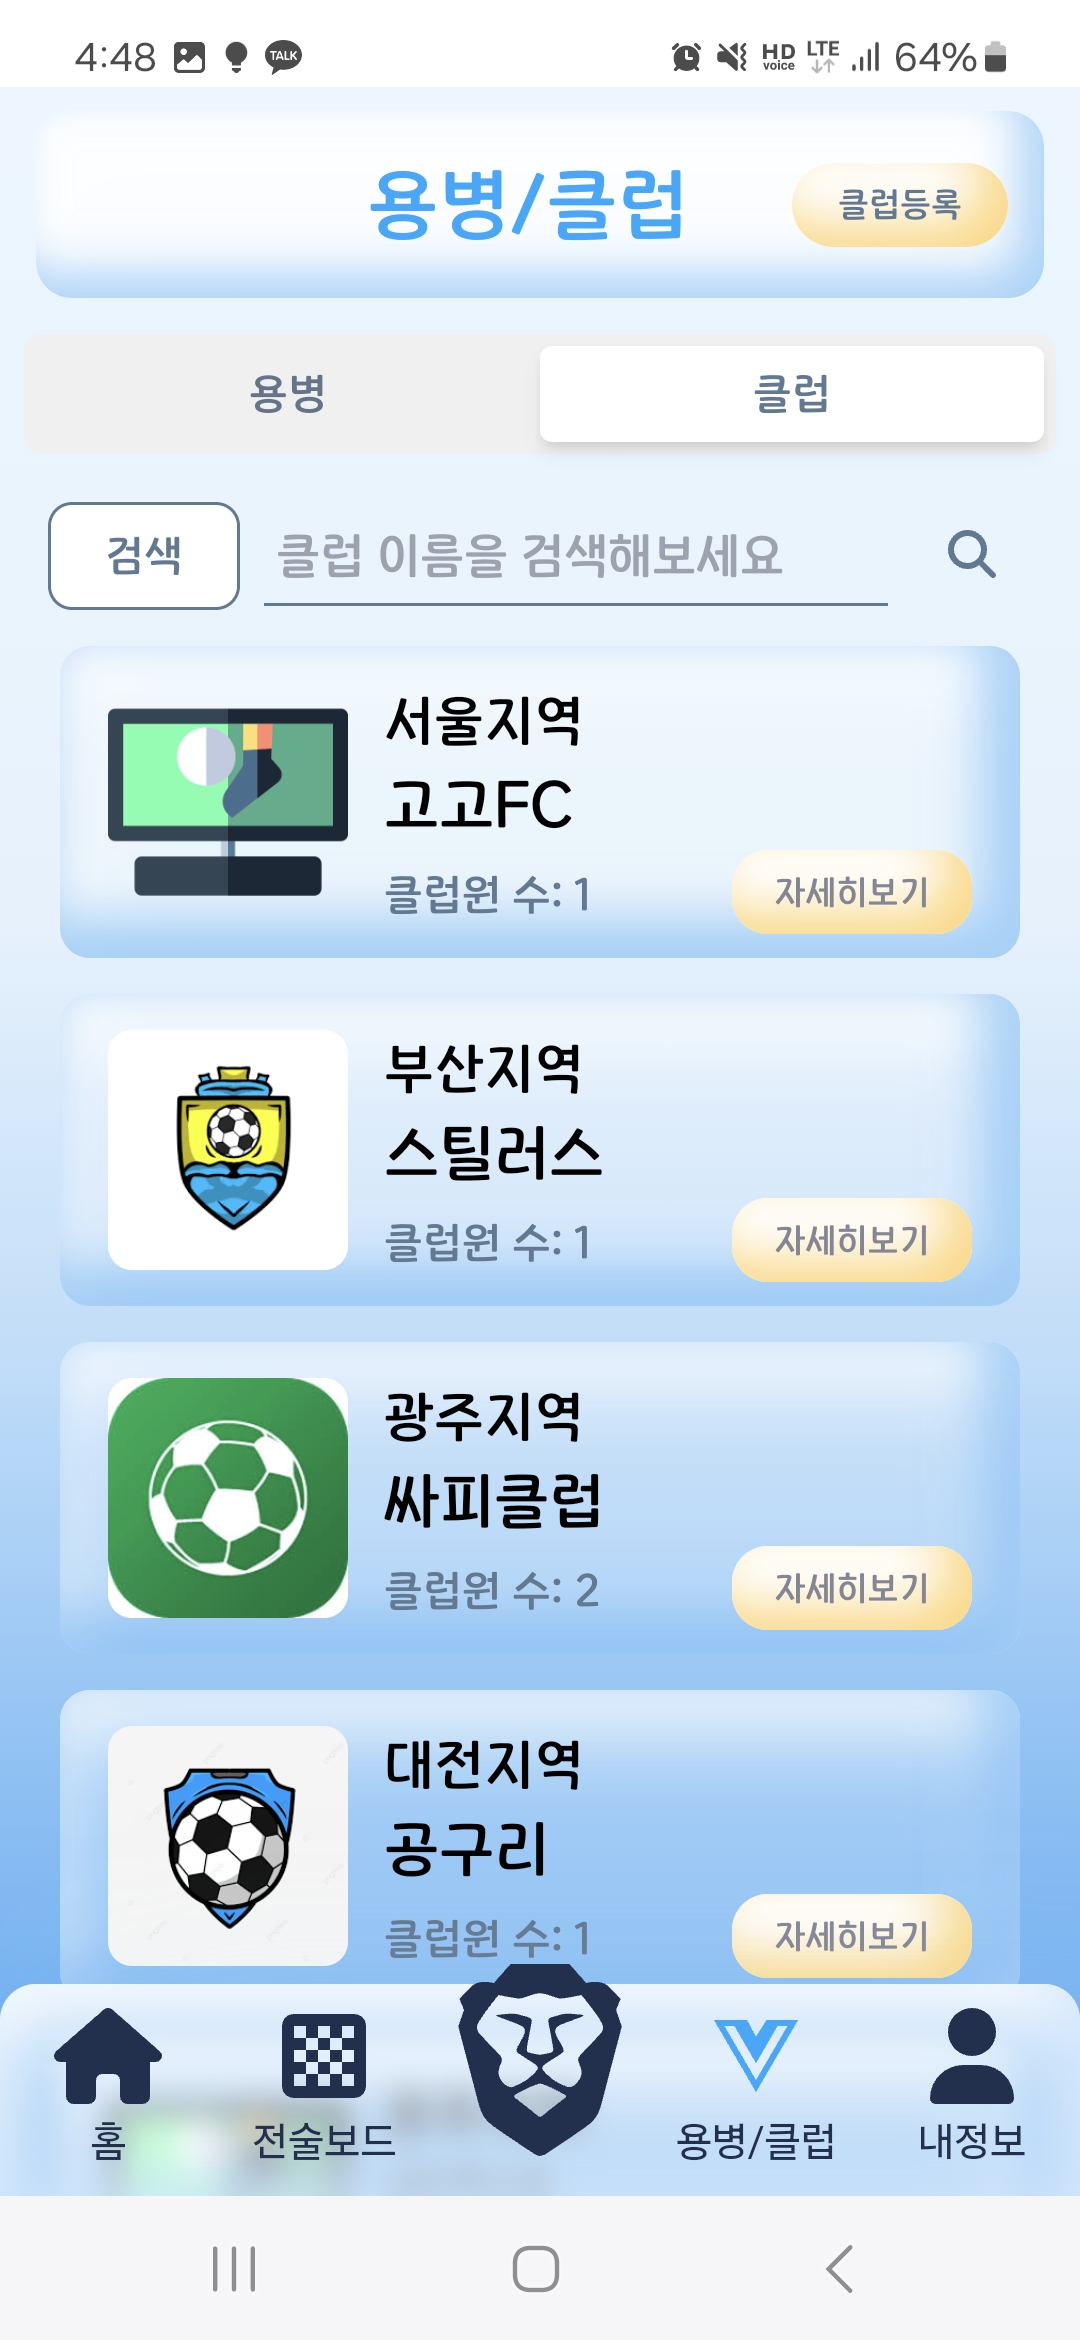 4:48
TALK
HD voice
LTE
64%
용병/클럽
클럽등록
용병
클럽
검색
클럽 이름을 검색해보세요
서울지역
고고FC
클럽원 수: 1
자세히보기
부산지역
스틸러스
클럽원 수: 1
자세히보기
광주지역
싸피클럽
클럽원 수: 2
자세히보기
대전지역
공구리
클럽원 수: 1
자세히보기
홈
전술보드
용병/클럽
내정보